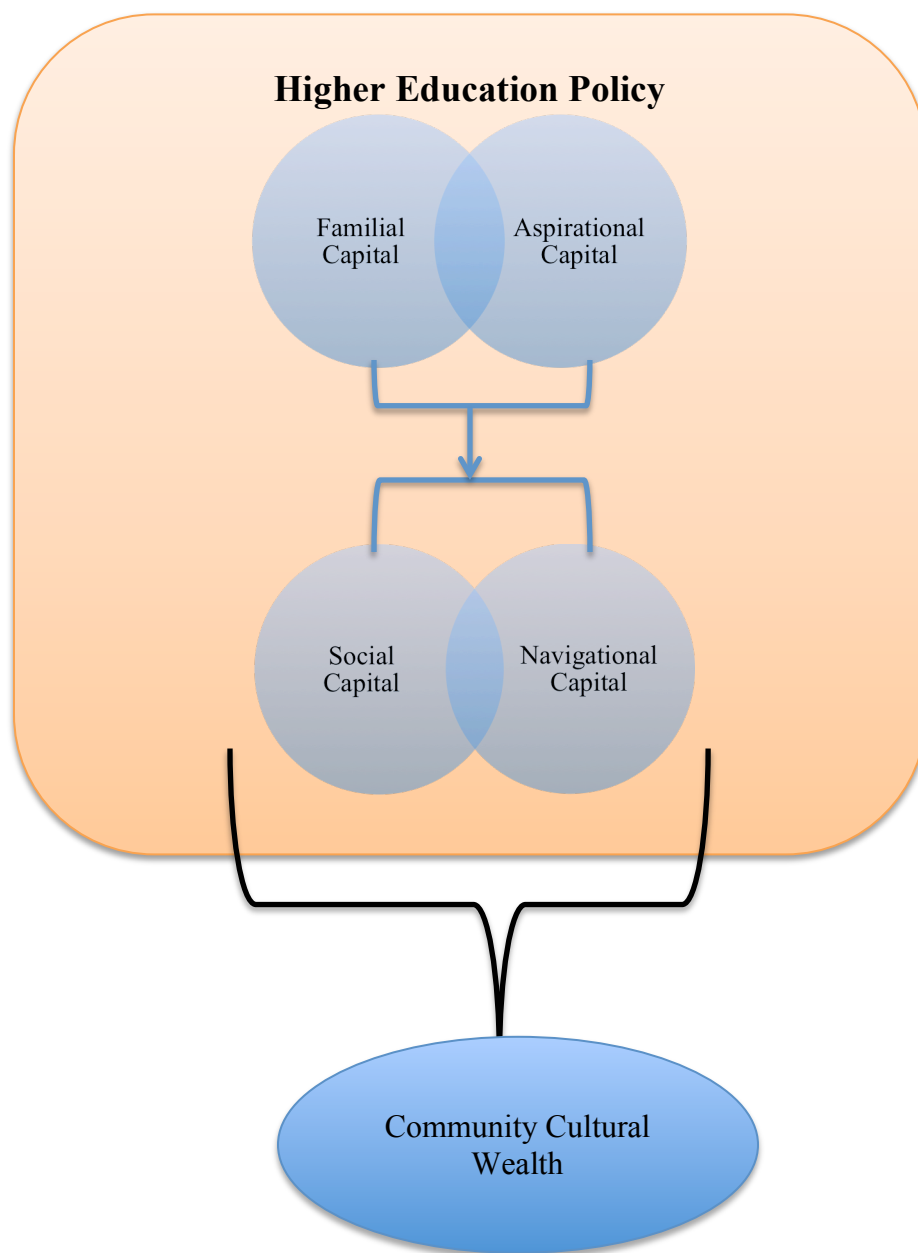 Higher Education Policy
Familial
Capital
Aspirational
Capital
Social
Capital
Navigational
Capital
Community Cultural
Wealth